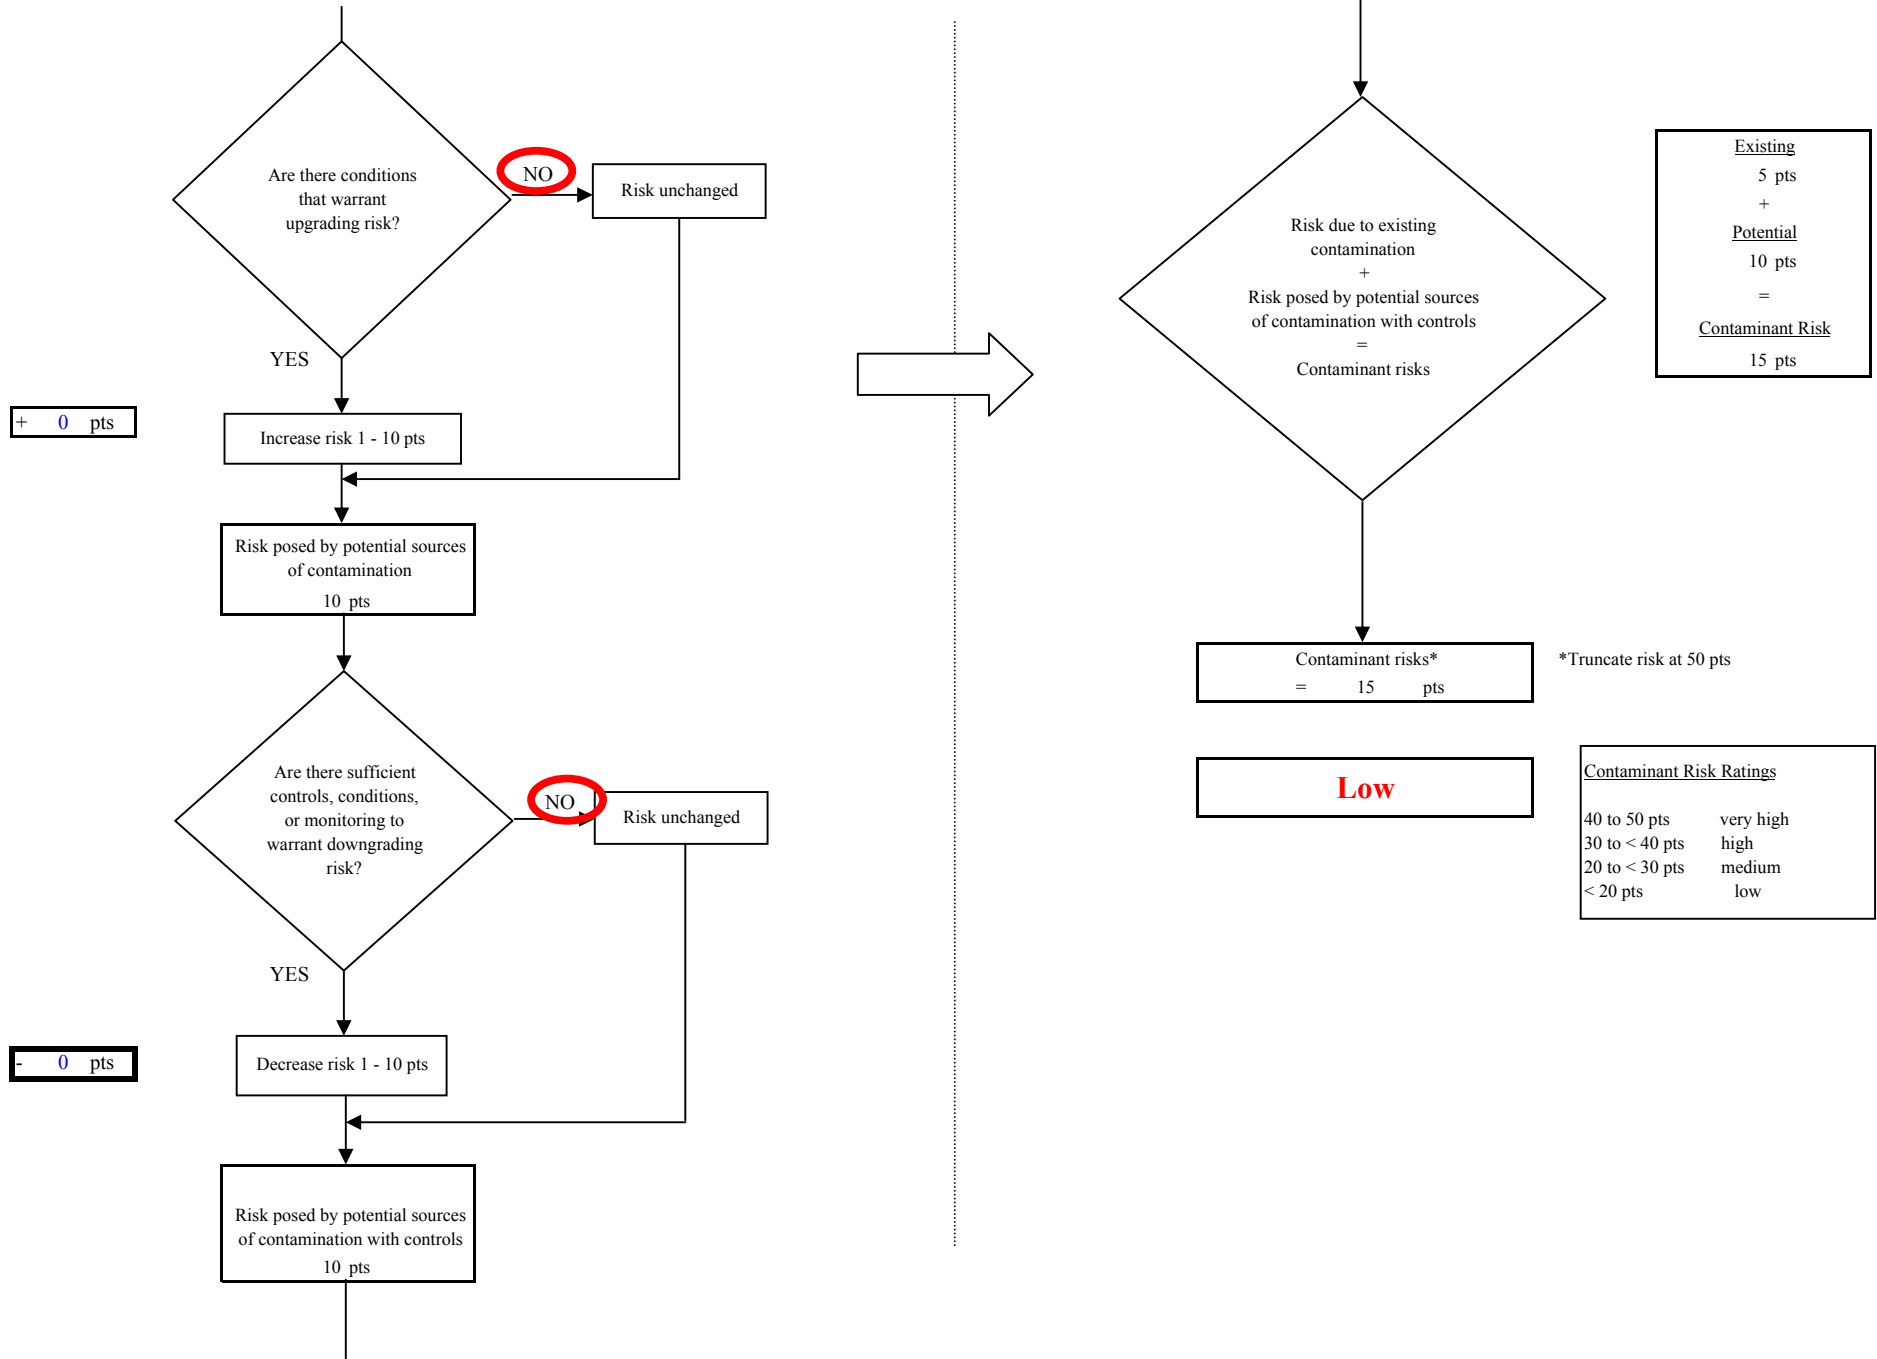 Are there conditions
that warrant
upgrading risk?
NO
Risk unchanged
YES
+ 0 pts
Increase risk 1 - 10 pts
Risk posed by potential sources
of contamination
10 pts
Are there sufficient
controls, conditions,
or monitoring to
warrant downgrading
risk?
NO
Risk unchanged
YES
- 0 pts
Decrease risk 1 - 10 pts
Risk posed by potential sources
of contamination with controls
10 pts
Risk due to existing
contamination
+
Risk posed by potential sources
of contamination with controls
=
Contaminant risks
Existing
5 pts
+
Potential
10 pts
=
Contaminant Risk
15 pts
Contaminant risks*
= 15 pts
*Truncate risk at 50 pts
Low
Contaminant Risk Ratings
40 to 50 pts very high
30 to < 40 pts high
20 to < 30 pts medium
< 20 pts low